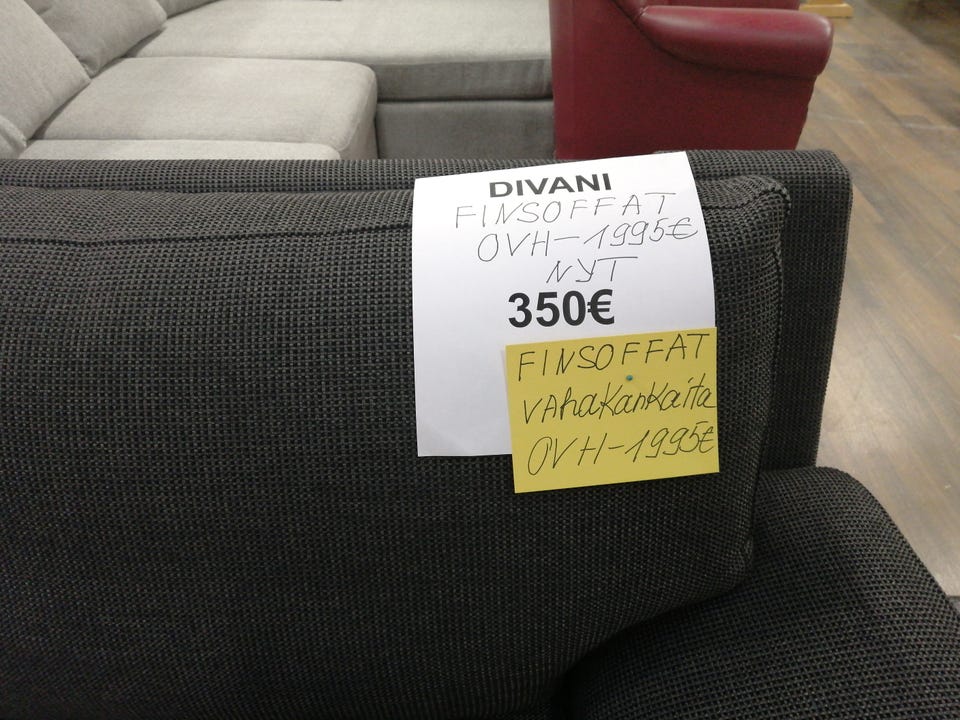 DIVANI
FINSOFFAT
OVH-1995€
NYT
350€
FINSOFFAT
VAhaKanKaita
OVH-1995€